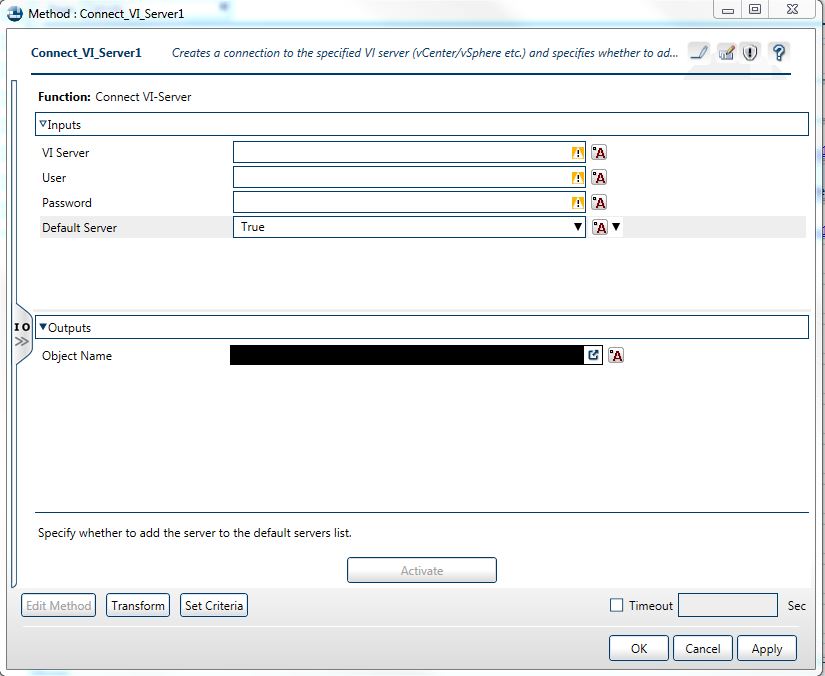 Method : Connect_VI_Server1
Connect_VI_Server1 Creates a connection to the specified VI server (vCenter/vSphere etc.) and specifies whether to ad...
Function: Connect VI-Server
Inputs
VI Server
User
Password
Default Server True
IO
Outputs
Object Name
Specify whether to add the server to the default servers list.
Activate
Edit Method Transform Set Criteria Timeout Sec
OK Cancel Apply